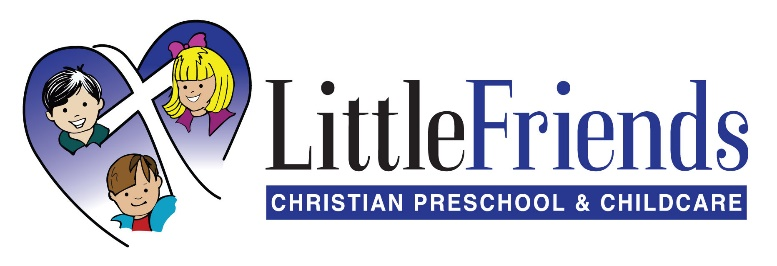 LittleFriends
CHRISTIAN PRESCHOOL & CHILDCARE